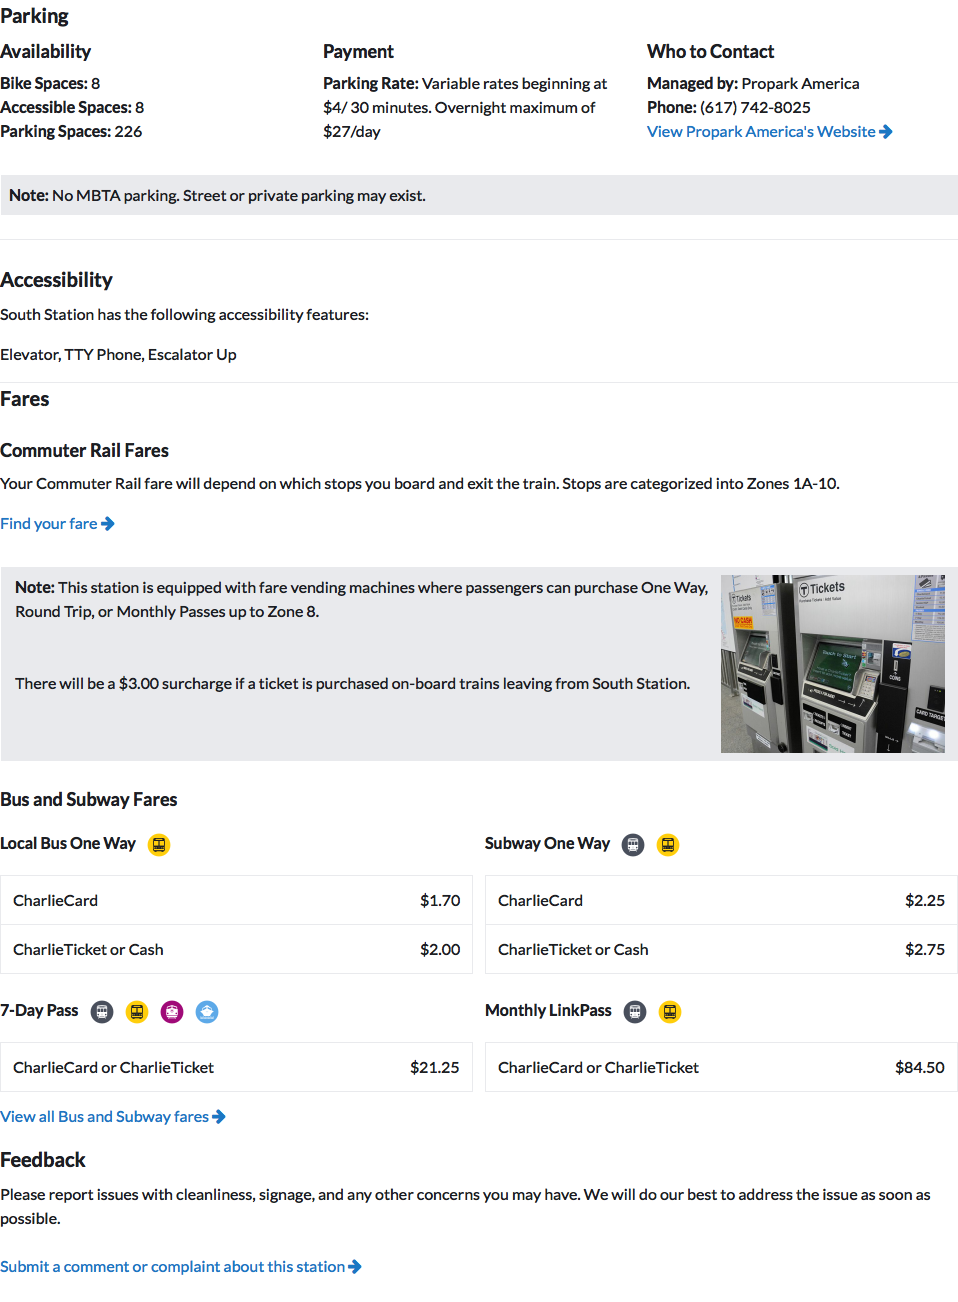 Parking
Availability
Bike Spaces: 8
Accessible Spaces: 8
Parking Spaces: 226
Payment
Parking Rate: Variable rates beginning at
$4/ 30 minutes. Overnight maximum of
$27/day
Who to Contact
Managed by: Propark America
Phone: (617) 742-8025
View Propark America's Website
Note: No MBTA parking. Street or private parking may exist.
Accessibility
South Station has the following accessibility features:
Elevator, TTY Phone, Escalator Up
Fares
Commuter Rail Fares
Your Commuter Rail fare will depend on which stops you board and exit the train. Stops are categorized into Zones 1A-10.
Find your fare
Note: This station is equipped with fare vending machines where passengers can purchase One Way,
Round Trip, or Monthly Passes up to Zone 8.
There will be a $3.00 surcharge if a ticket is purchased on-board trains leaving from South Station.
T Tickets
NO CASH
T Tickets
COINS
CARD TARGET
Bus and Subway Fares
Local Bus One Way
CharlieCard $1.70
CharlieTicket or Cash $2.00
Subway One Way
CharlieCard $2.25
CharlieTicket or Cash $2.75
7-Day Pass
CharlieCard or CharlieTicket $21.25
Monthly LinkPass
CharlieCard or CharlieTicket $84.50
View all Bus and Subway fares
Feedback
Please report issues with cleanliness, signage, and any other concerns you may have. We will do our best to address the issue as soon as
possible.
Submit a comment or complaint about this station